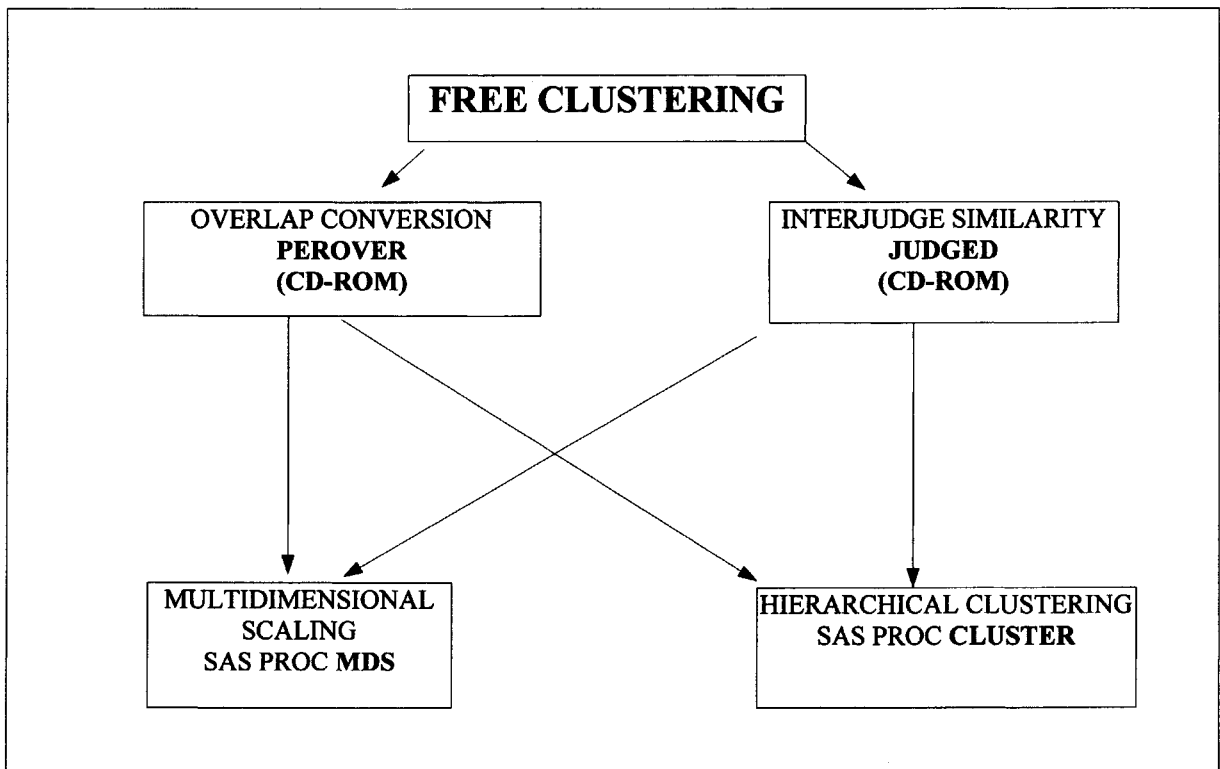 FREE CLUSTERING
OVERLAP CONVERSION
PEROVER
(CD-ROM)
INTERJUDGE SIMILARITY
JUDGED
(CD-ROM)
MULTIDIMENSIONAL
SCALING
SAS PROC MDS
HIERARCHICAL CLUSTERING
SAS PROC CLUSTER